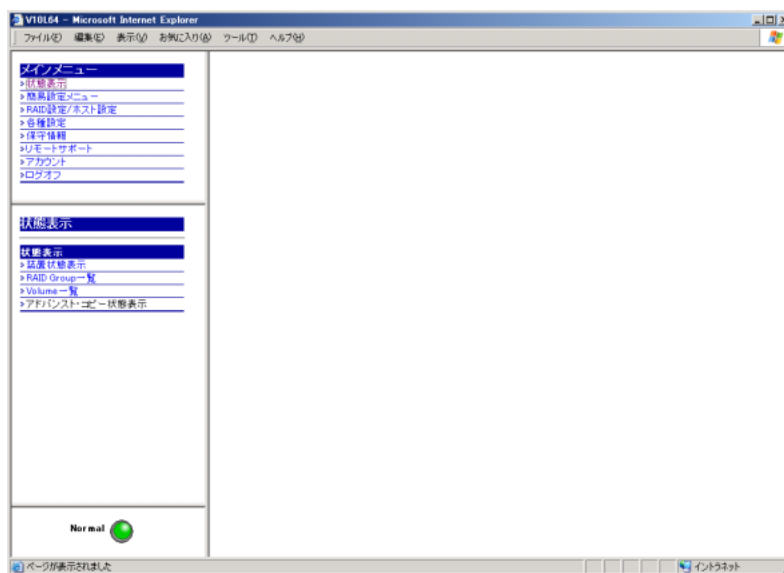 V10L64 - Microsoft Internet Explorer
ファイル(F) 編集(E) 表示(V) お気に入り(A) ツール(T) ヘルプ(H)
メインメニュー
>状態表示
>簡易設定メニュー
>RAID設定/ホスト設定
>各種設定
>保守情報
>リモートサポート
>アカウント
>ログオフ
状態表示
状態表示
>装置状態表示
>RAID Group一覧
>Volume一覧
>アドバンスト・コピー状態表示
Normal
ページが表示されました
イントラネット